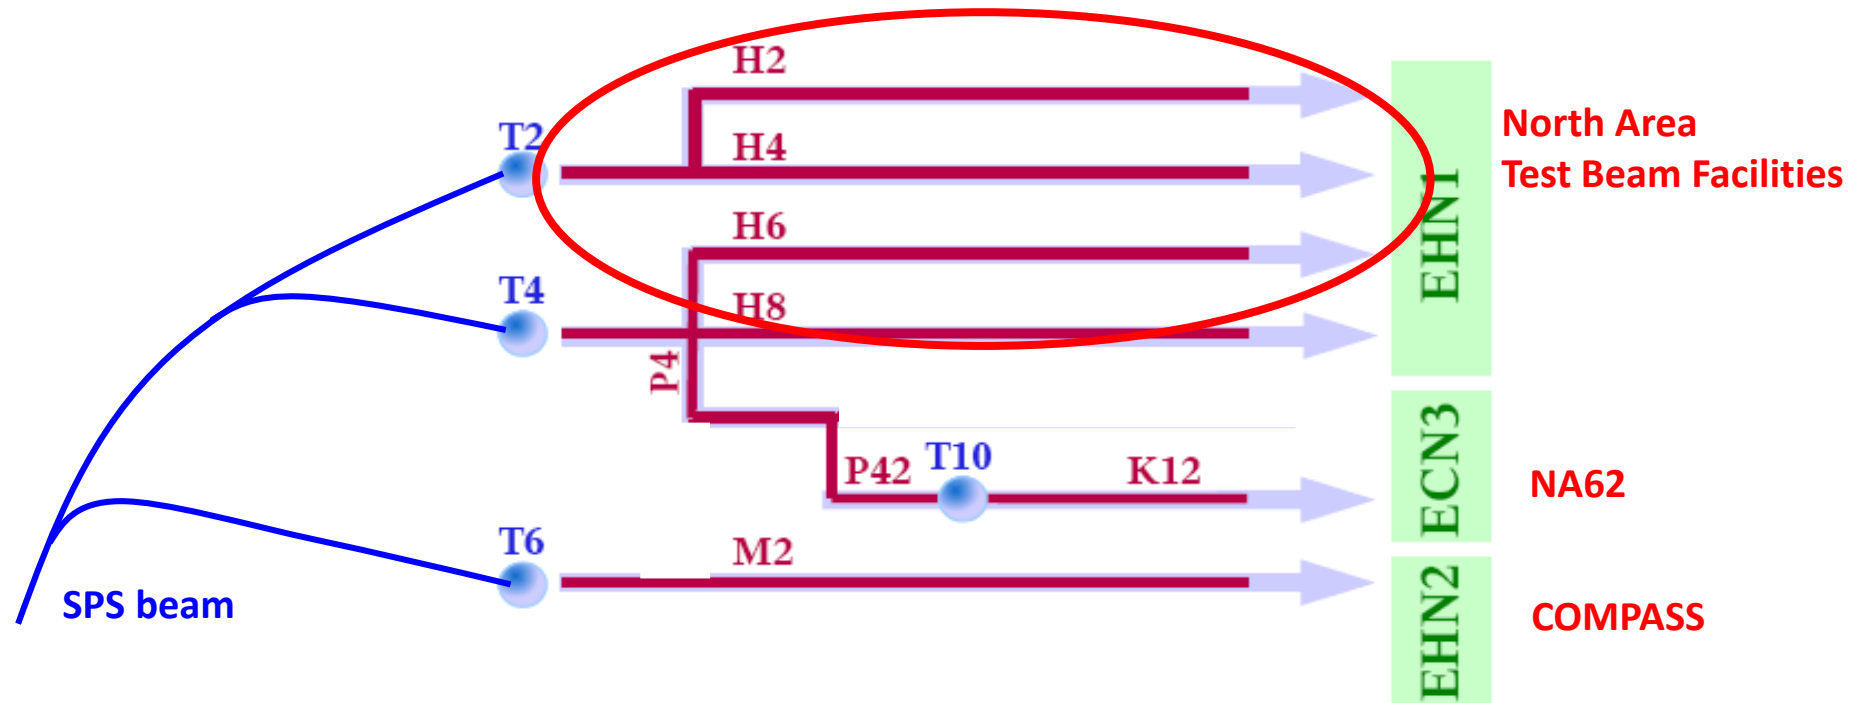 H2
T2
H4
North Area
Test Beam Facilities
EHN1
H6
T4
H8
P4
P42
T10
K12
ECN3
NA62
T6
M2
SPS beam
EHN2
COMPASS